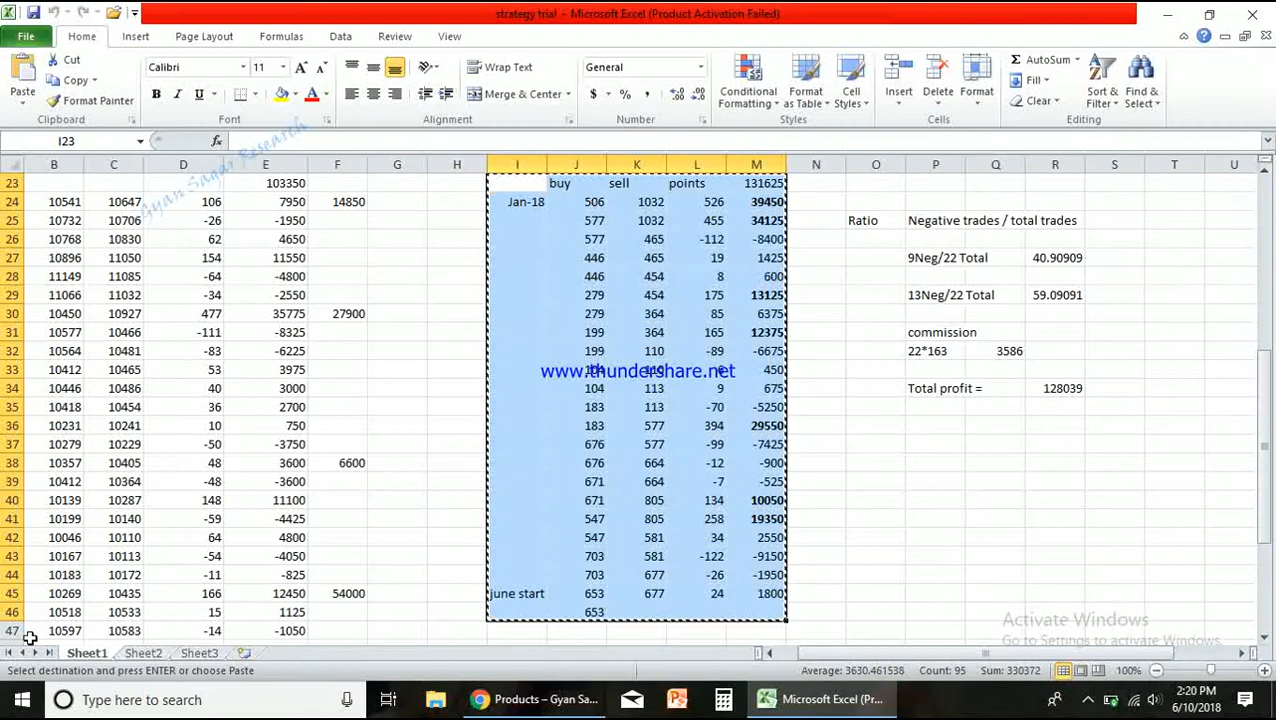 strategy trial - Microsoft Excel (Product Activation Failed)
File Home Insert Page Layout Formulas Data Review View
Paste Cut Copy Format Painter Clipboard
Calibri 11 A A B I U A Font
Wrap Text Merge & Center Alignment
General $ % , Number
Conditional Formatting Format as Table Cell Styles Styles
Insert Delete Format Cells
Σ AutoSum Fill Clear Sort & Filter Find & Select Editing
I23 fx
Gyan Sagar Research
B C D E F G H I J K L M N O P Q R S T U
23 103350 buy sell points 131625
24 10541 10647 106 7950 14850 Jan-18 506 1032 526 39450
25 10732 10706 -26 -1950 577 1032 455 34125 Ratio Negative trades / total trades
26 10768 10830 62 4650 577 465 -112 -8400
27 10896 11050 154 11550 446 465 19 1425 9Neg/22 Total 40.90909
28 11149 11085 -64 -4800 446 454 8 600
29 11066 11032 -34 -2550 279 454 175 13125 13Neg/22 Total 59.09091
30 10450 10927 477 35775 27900 279 364 85 6375
31 10577 10466 -111 -8325 199 364 165 12375 commission
32 10564 10481 -83 -6225 199 110 -89 -6675 22*163 3586
33 10412 10465 53 3975 104 110 6 450
www.thundershare.net
34 10446 10486 40 3000 104 113 9 675 Total profit = 128039
35 10418 10454 36 2700 183 113 -70 -5250
36 10231 10241 10 750 183 577 394 29550
37 10279 10229 -50 -3750 676 577 -99 -7425
38 10357 10405 48 3600 6600 676 664 -12 -900
39 10412 10364 -48 -3600 671 664 -7 -525
40 10139 10287 148 11100 671 805 134 10050
41 10199 10140 -59 -4425 547 805 258 19350
42 10046 10110 64 4800 547 581 34 2550
43 10167 10113 -54 -4050 703 581 -122 -9150
44 10183 10172 -11 -825 703 677 -26 -1950
45 10269 10435 166 12450 54000 june start 653 677 24 1800
46 10518 10533 15 1125 653
47 10597 10583 -14 -1050
Activate Windows
Go to Settings to activate Windows.
Sheet1 Sheet2 Sheet3
Select destination and press ENTER or choose Paste Average: 3630.461538 Count: 95 Sum: 330372 100%
Type here to search Products – Gyan Sa... Microsoft Excel (Pr... 2:20 PM
6/10/2018